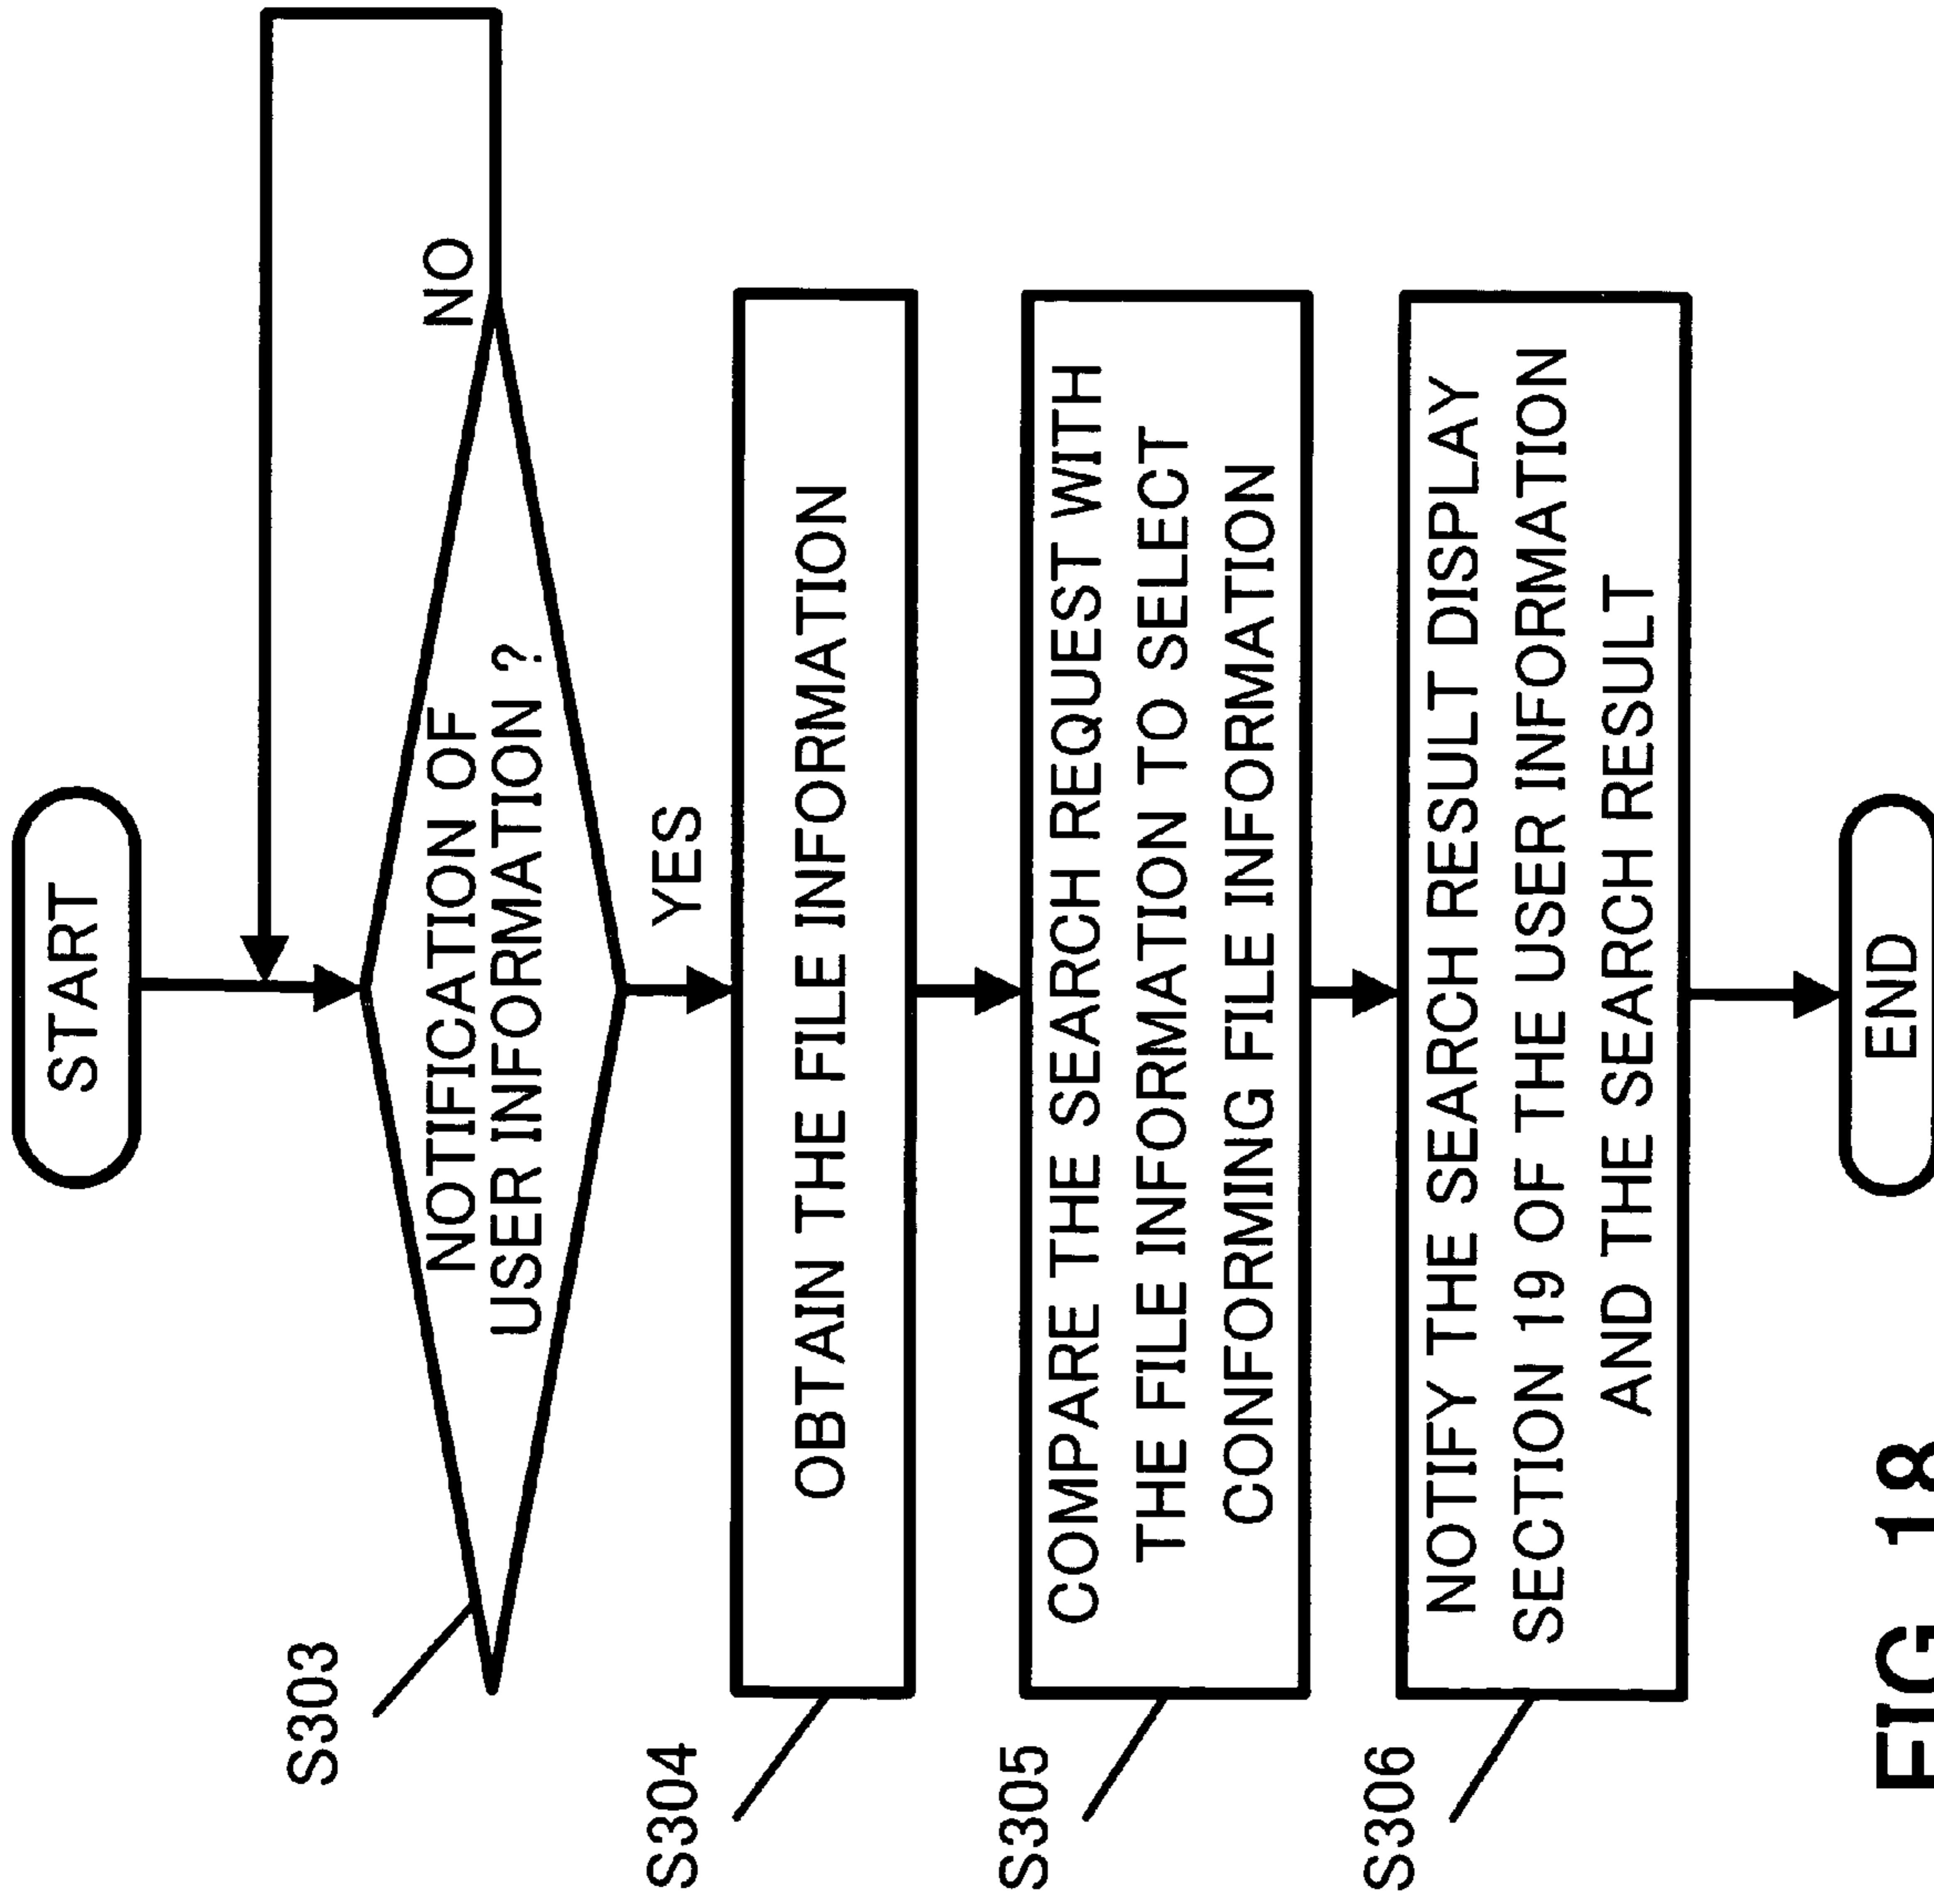 START
S303
NOTIFICATION OF
USER INFORMATION ?
NO
YES
S304
OBTAIN THE FILE INFORMATION
S305
COMPARE THE SEARCH REQUEST WITH
THE FILE INFORMATION TO SELECT
CONFORMING FILE INFORMATION
S306
NOTIFY THE SEARCH RESULT DISPLAY
SECTION 19 OF THE USER INFORMATION
AND THE SEARCH RESULT
END
FIG. 18